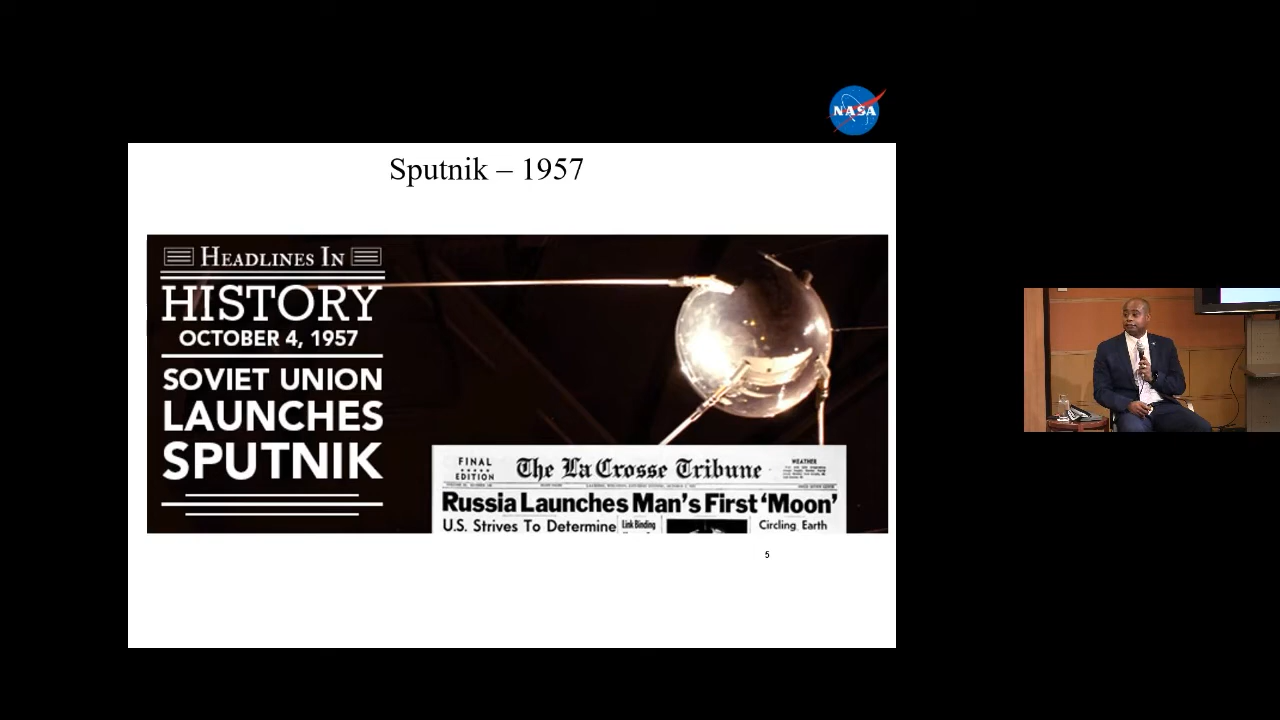 NASA
Sputnik – 1957
HEADLINES IN
HISTORY
OCTOBER 4, 1957
SOVIET UNION
LAUNCHES
SPUTNIK
FINAL
EDITION
The La Crosse Tribune
WEATHER
Russia Launches Man's First 'Moon'
U.S. Strives To Determine
Link Binding
Circling Earth
5